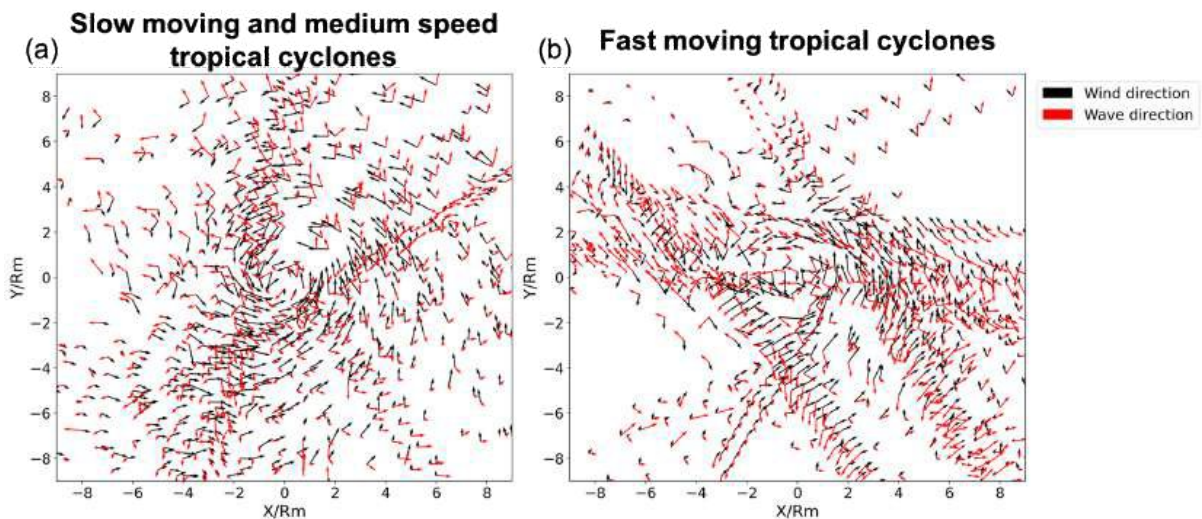 (a)
Slow moving and medium speed
tropical cyclones
(b)
Fast moving tropical cyclones
Wind direction
Wave direction
8
6
4
2
0
−2
−4
−6
−8
Y/Rm
−8 −6 −4 −2 0 2 4 6 8
X/Rm
8
6
4
2
0
−2
−4
−6
−8
Y/Rm
−8 −6 −4 −2 0 2 4 6 8
X/Rm